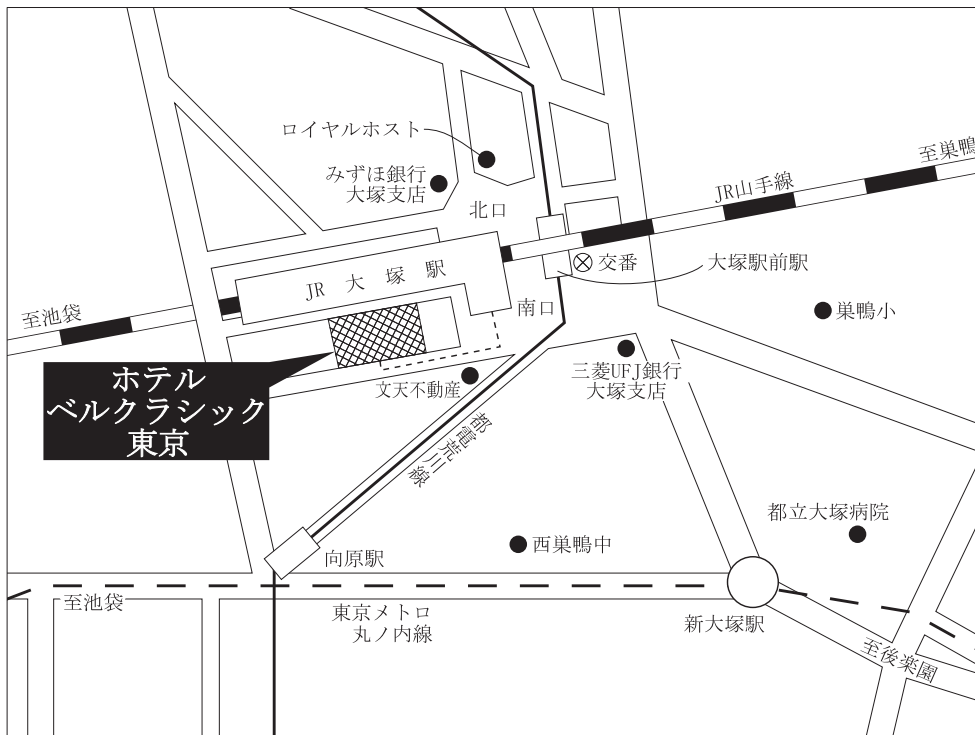 ロイヤルホスト
みずほ銀行
大塚支店
北口
JR山手線
至巣鴨
JR 大 塚 駅
交番
大塚駅前駅
至池袋
南口
巣鴨小
ホテル
ベルクラシック
東京
文天不動産
三菱UFJ銀行
大塚支店
都電荒川線
都立大塚病院
西巣鴨中
向原駅
至池袋
東京メトロ
丸ノ内線
新大塚駅
至後楽園